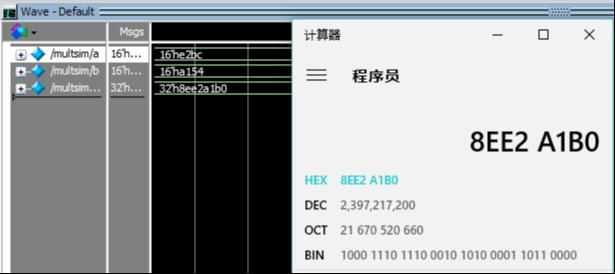 Wave - Default
Msgs
/multsim/a 16'h... 16'he2bc
/multsim/b 16'h... 16'ha154
/multsim... 32'h... 32'h8ee2a1b0
计算器
程序员
8EE2 A1B0
HEX 8EE2 A1B0
DEC 2,397,217,200
OCT 21 670 520 660
BIN 1000 1110 1110 0010 1010 0001 1011 0000